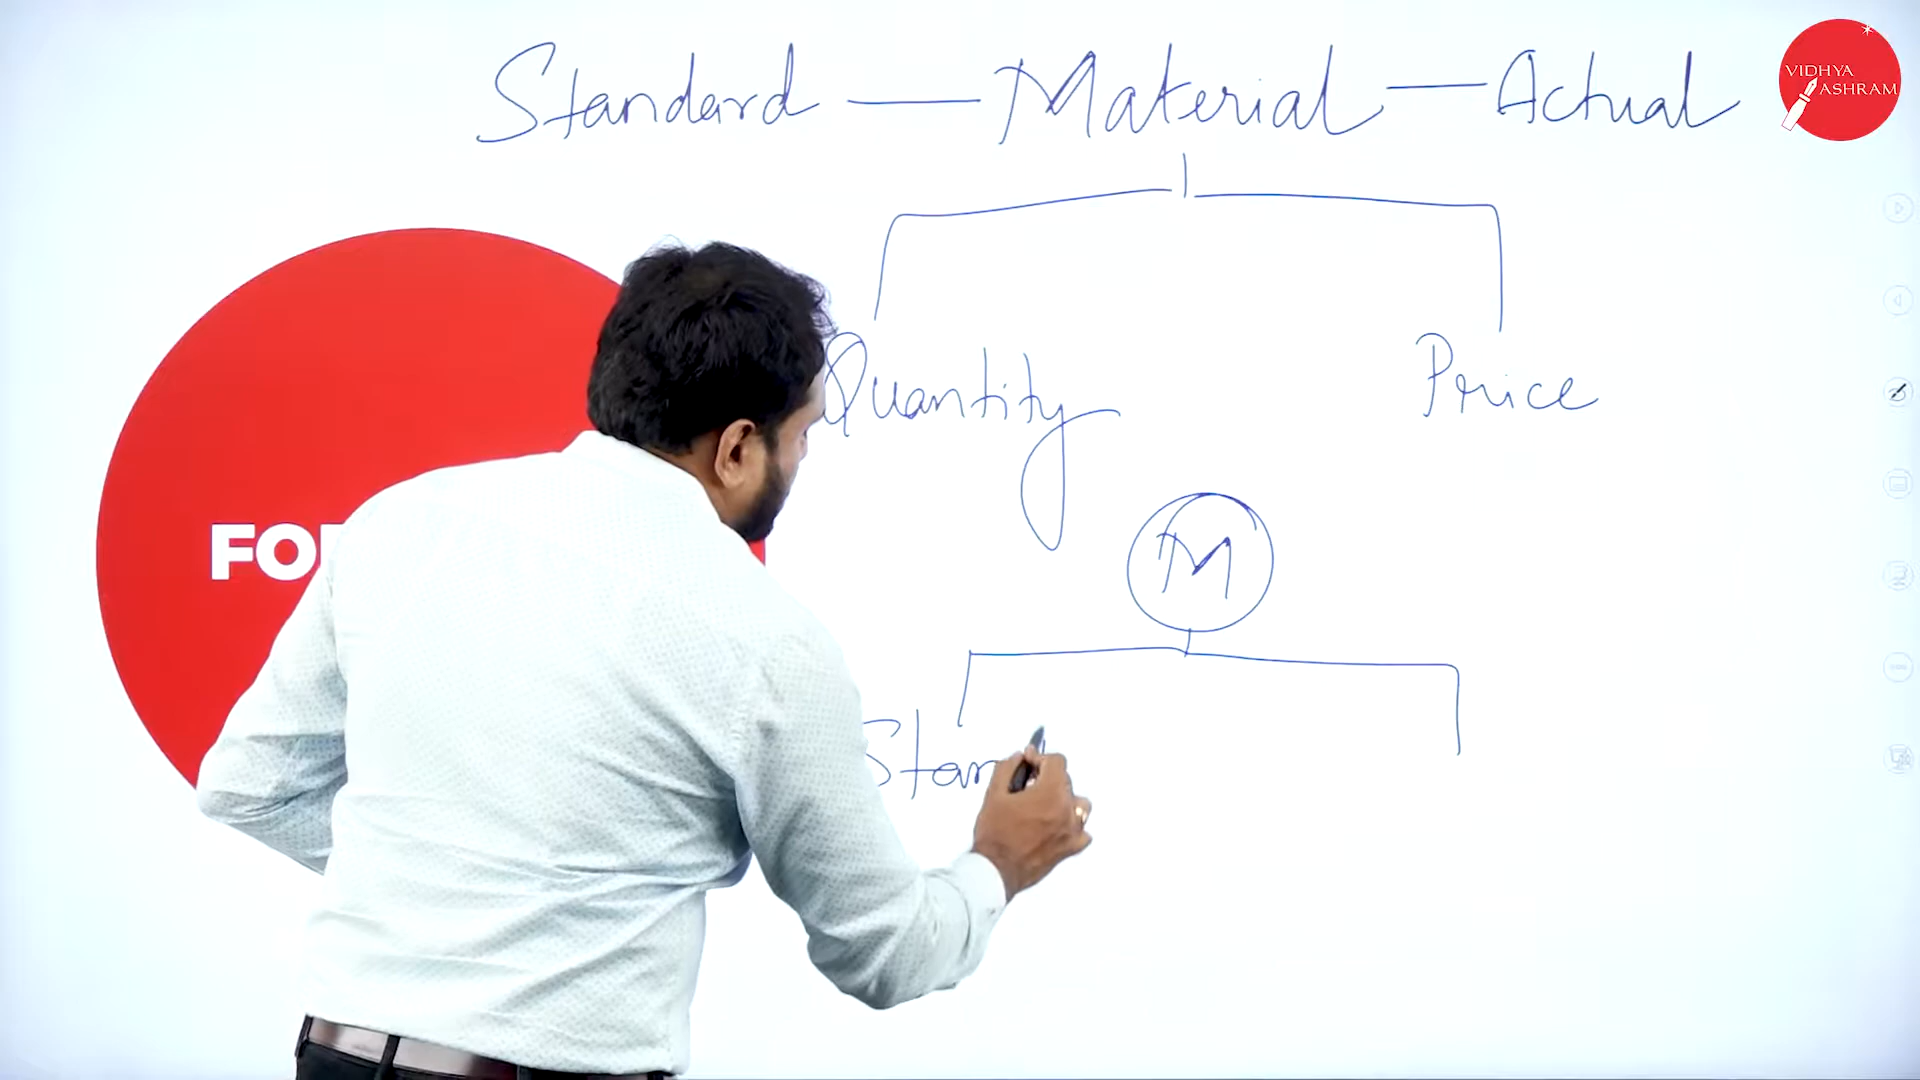 Standard — Material — Actual
VIDHYA
ASHRAM
Quantity Price
M